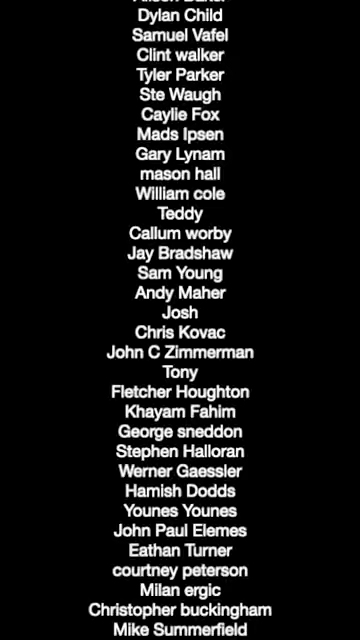 Dylan Child
Samuel Vafel
Clint walker
Tyler Parker
Ste Waugh
Caylie Fox
Mads Ipsen
Gary Lynam
mason hall
William cole
Teddy
Callum worby
Jay Bradshaw
Sam Young
Andy Maher
Josh
Chris Kovac
John C Zimmerman
Tony
Fletcher Houghton
Khayam Fahim
George sneddon
Stephen Halloran
Werner Gaessler
Hamish Dodds
Younes Younes
John Paul Elemes
Eathan Turner
courtney peterson
Milan ergic
Christopher buckingham
Mike Summerfield